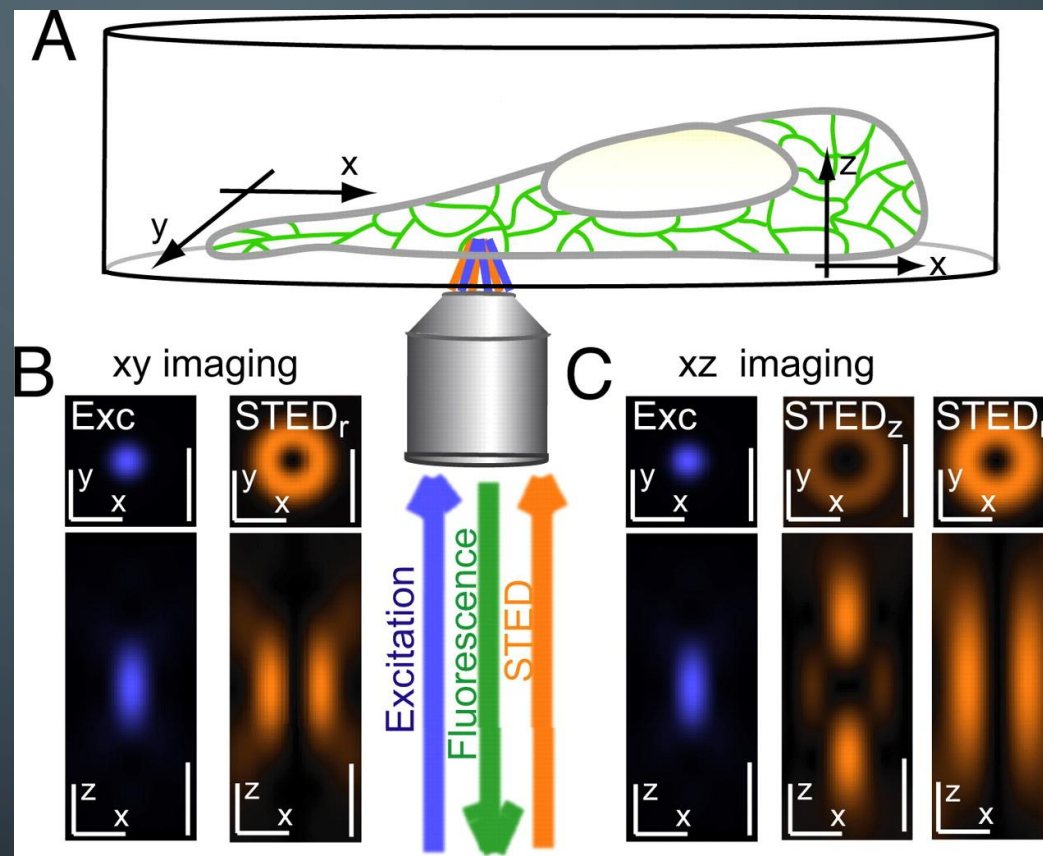 A
x
y
z
x
B
xy imaging
Exc
y
x
STEDr
y
x
z
x
z
x
Excitation
Fluorescence
STED
C
xz imaging
Exc
y
x
STEDz
y
x
STEDr
y
x
z
x
z
x
z
x